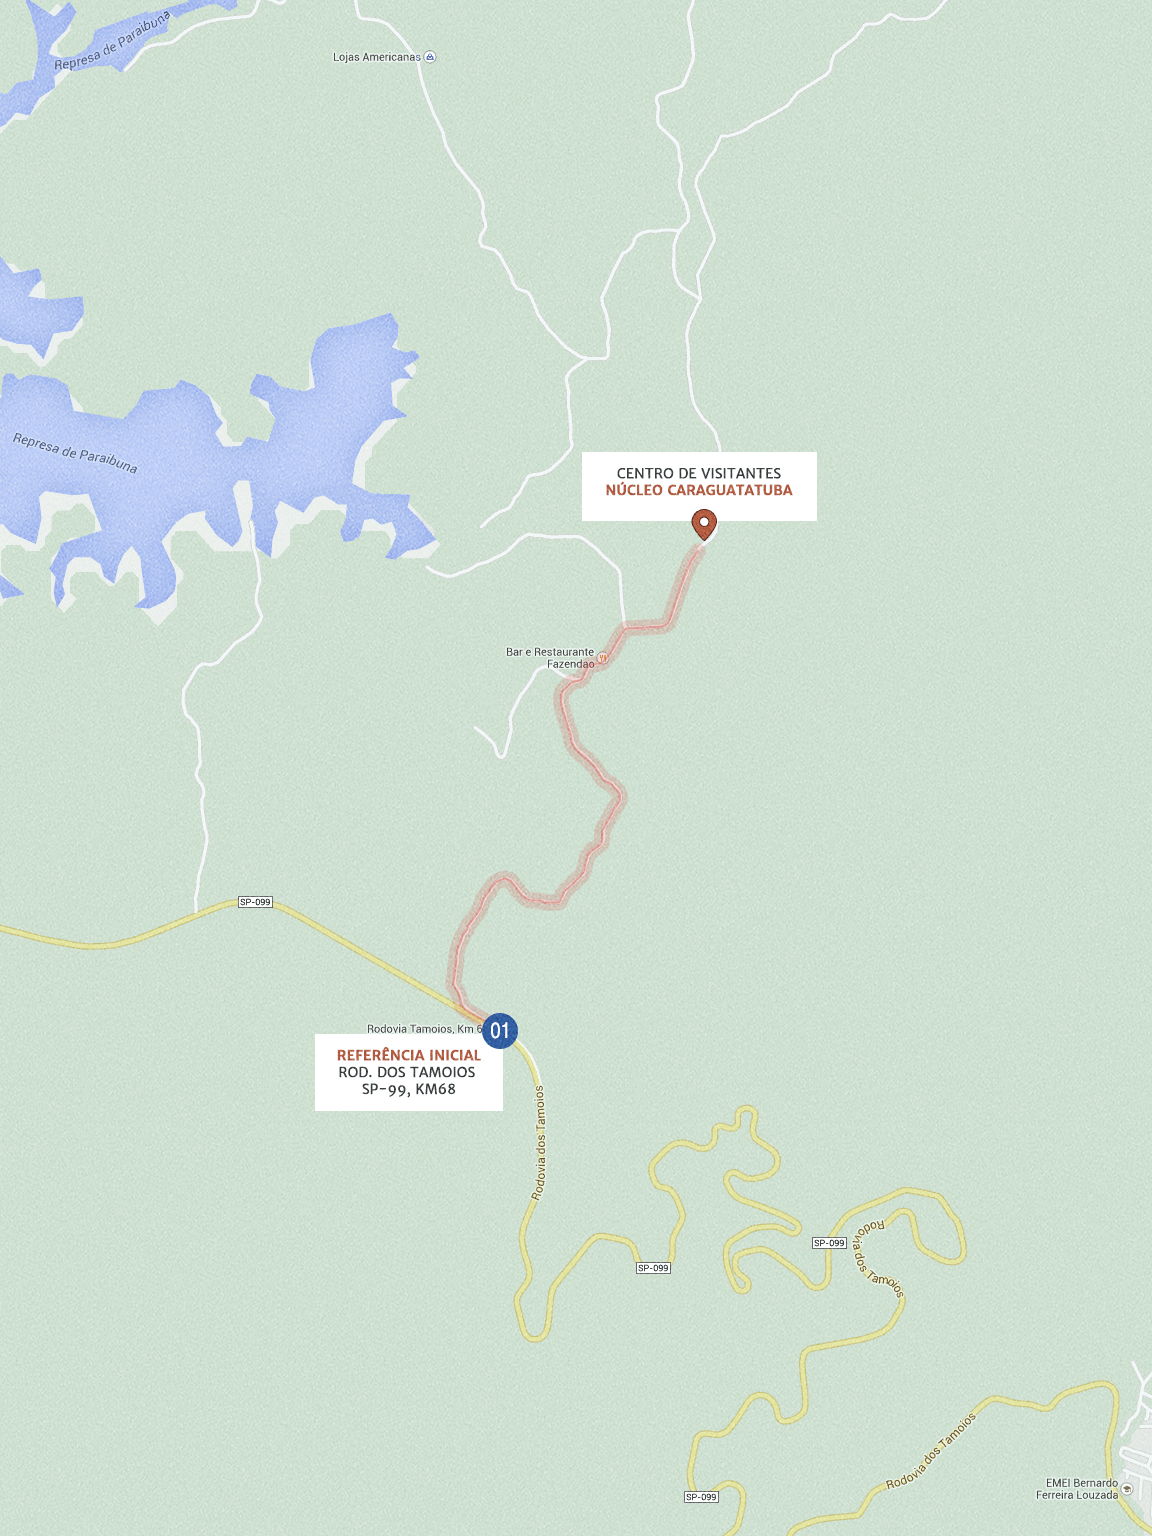 Represa de Paraibuna
Lojas Americanas
Represa de Paraibuna
CENTRO DE VISITANTES
NÚCLEO CARAGUATATUBA
Bar e Restaurante
Fazendao
SP-099
Rodovia Tamoios, Km 6
01
REFERÊNCIA INICIAL
ROD. DOS TAMOIOS
SP-99, KM68
Rodovia dos Tamoios
SP-099
Rodovia dos Tamoios
SP-099
Rodovia dos Tamoios
EMEI Bernardo
Ferreira Louzada
SP-099